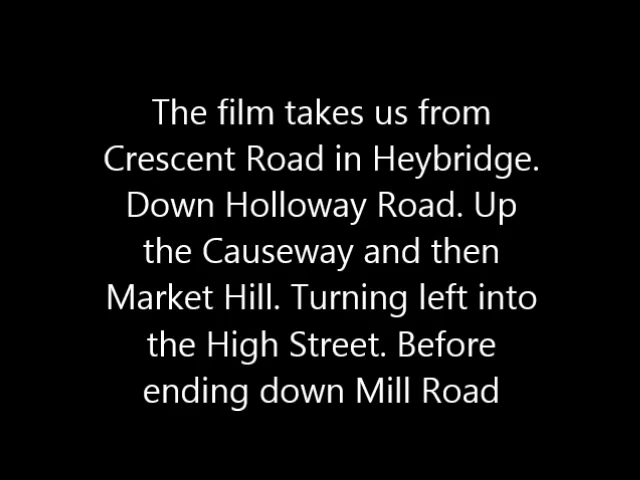 The film takes us from
Crescent Road in Heybridge.
Down Holloway Road. Up
the Causeway and then
Market Hill. Turning left into
the High Street. Before
ending down Mill Road